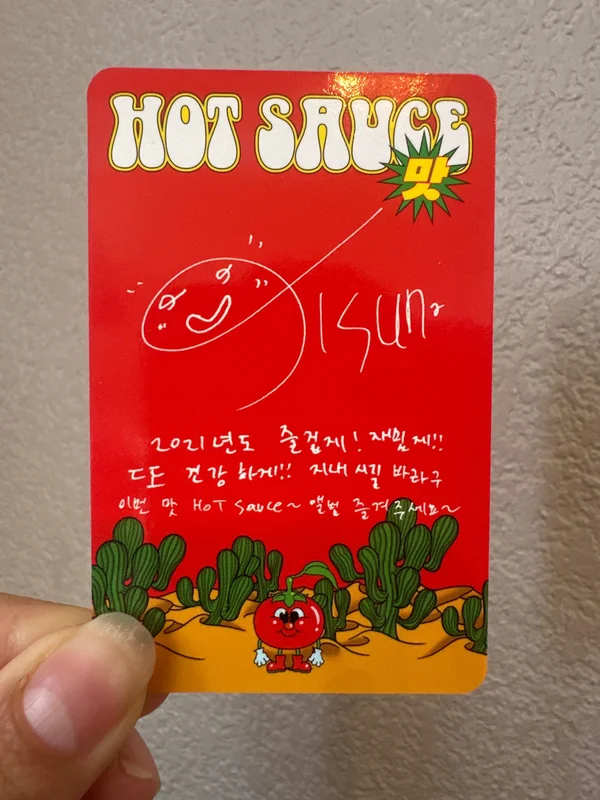 HOT SAUCE
맛
Jisung
2021년도 즐겁게! 재밌게!!
또 건강하게!! 지내시길 바라구
이번 맛 HOT Sauce~ 앨범 즐겨주세요~